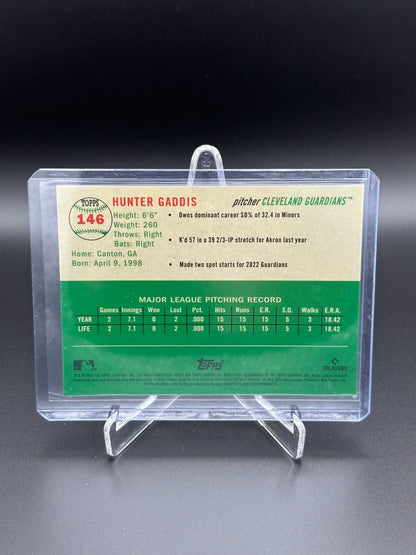 TOPPS
146
HUNTER GADDIS
pitcher CLEVELAND GUARDIANS™
Height: 6'6"
Weight: 260
Throws: Right
Bats: Right
Home: Canton, GA
Born: April 9, 1998
• Owns dominant career SO% of 32.4 in Minors
• K'd 57 in a 39 2/3-IP stretch for Akron last year
• Made two spot starts for 2022 Guardians
MAJOR LEAGUE PITCHING RECORD
Games Innings Won Lost Pct. Hits Runs E.R. S.O. Walks E.R.A.
YEAR 2 7.1 0 2 .000 15 15 15 5 3 18.42
LIFE 2 7.1 0 2 .000 15 15 15 5 3 18.42
Topps
PLAYERS